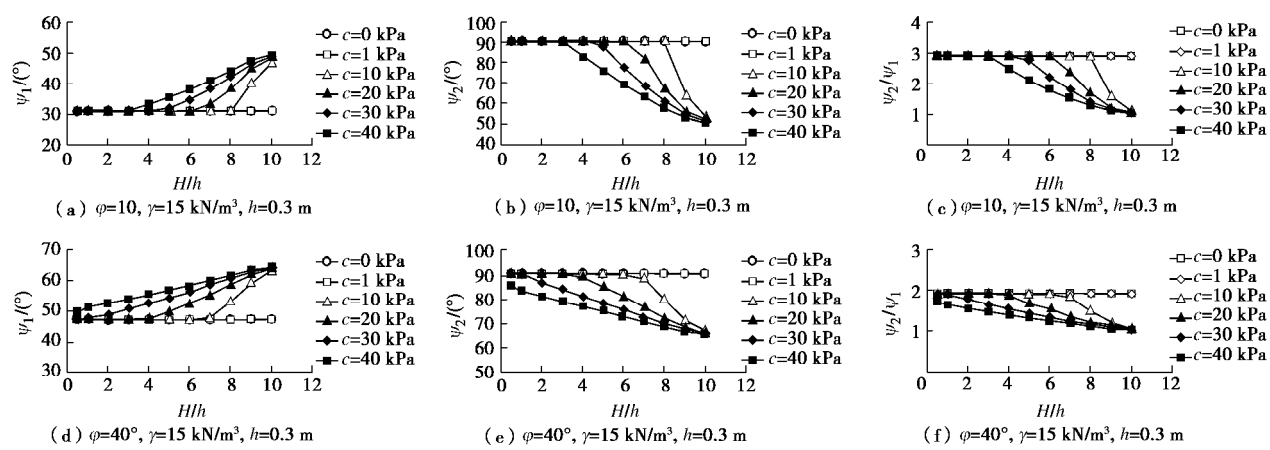 60
50
40
30
20
ψ₁/(°)
0 2 4 6 8 10 12
H/h
c=0 kPa
c=1 kPa
c=10 kPa
c=20 kPa
c=30 kPa
c=40 kPa
(a) φ=10, γ=15 kN/m³, h=0.3 m
100
90
80
70
60
50
40
ψ₂/(°)
0 2 4 6 8 10 12
H/h
c=0 kPa
c=1 kPa
c=10 kPa
c=20 kPa
c=30 kPa
c=40 kPa
(b) φ=10, γ=15 kN/m³, h=0.3 m
4
3
2
1
ψ₂/ψ₁
0 2 4 6 8 10 12
H/h
c=0 kPa
c=1 kPa
c=10 kPa
c=20 kPa
c=30 kPa
c=40 kPa
(c) φ=10, γ=15 kN/m³, h=0.3 m
70
60
50
40
30
ψ₁/(°)
0 2 4 6 8 10 12
H/h
c=0 kPa
c=1 kPa
c=10 kPa
c=20 kPa
c=30 kPa
c=40 kPa
(d) φ=40°, γ=15 kN/m³, h=0.3 m
100
90
80
70
60
50
ψ₂/(°)
0 2 4 6 8 10 12
H/h
c=0 kPa
c=1 kPa
c=10 kPa
c=20 kPa
c=30 kPa
c=40 kPa
(e) φ=40°, γ=15 kN/m³, h=0.3 m
3
2
1
ψ₂/ψ₁
0 2 4 6 8 10 12
H/h
c=0 kPa
c=1 kPa
c=10 kPa
c=20 kPa
c=30 kPa
c=40 kPa
(f) φ=40°, γ=15 kN/m³, h=0.3 m